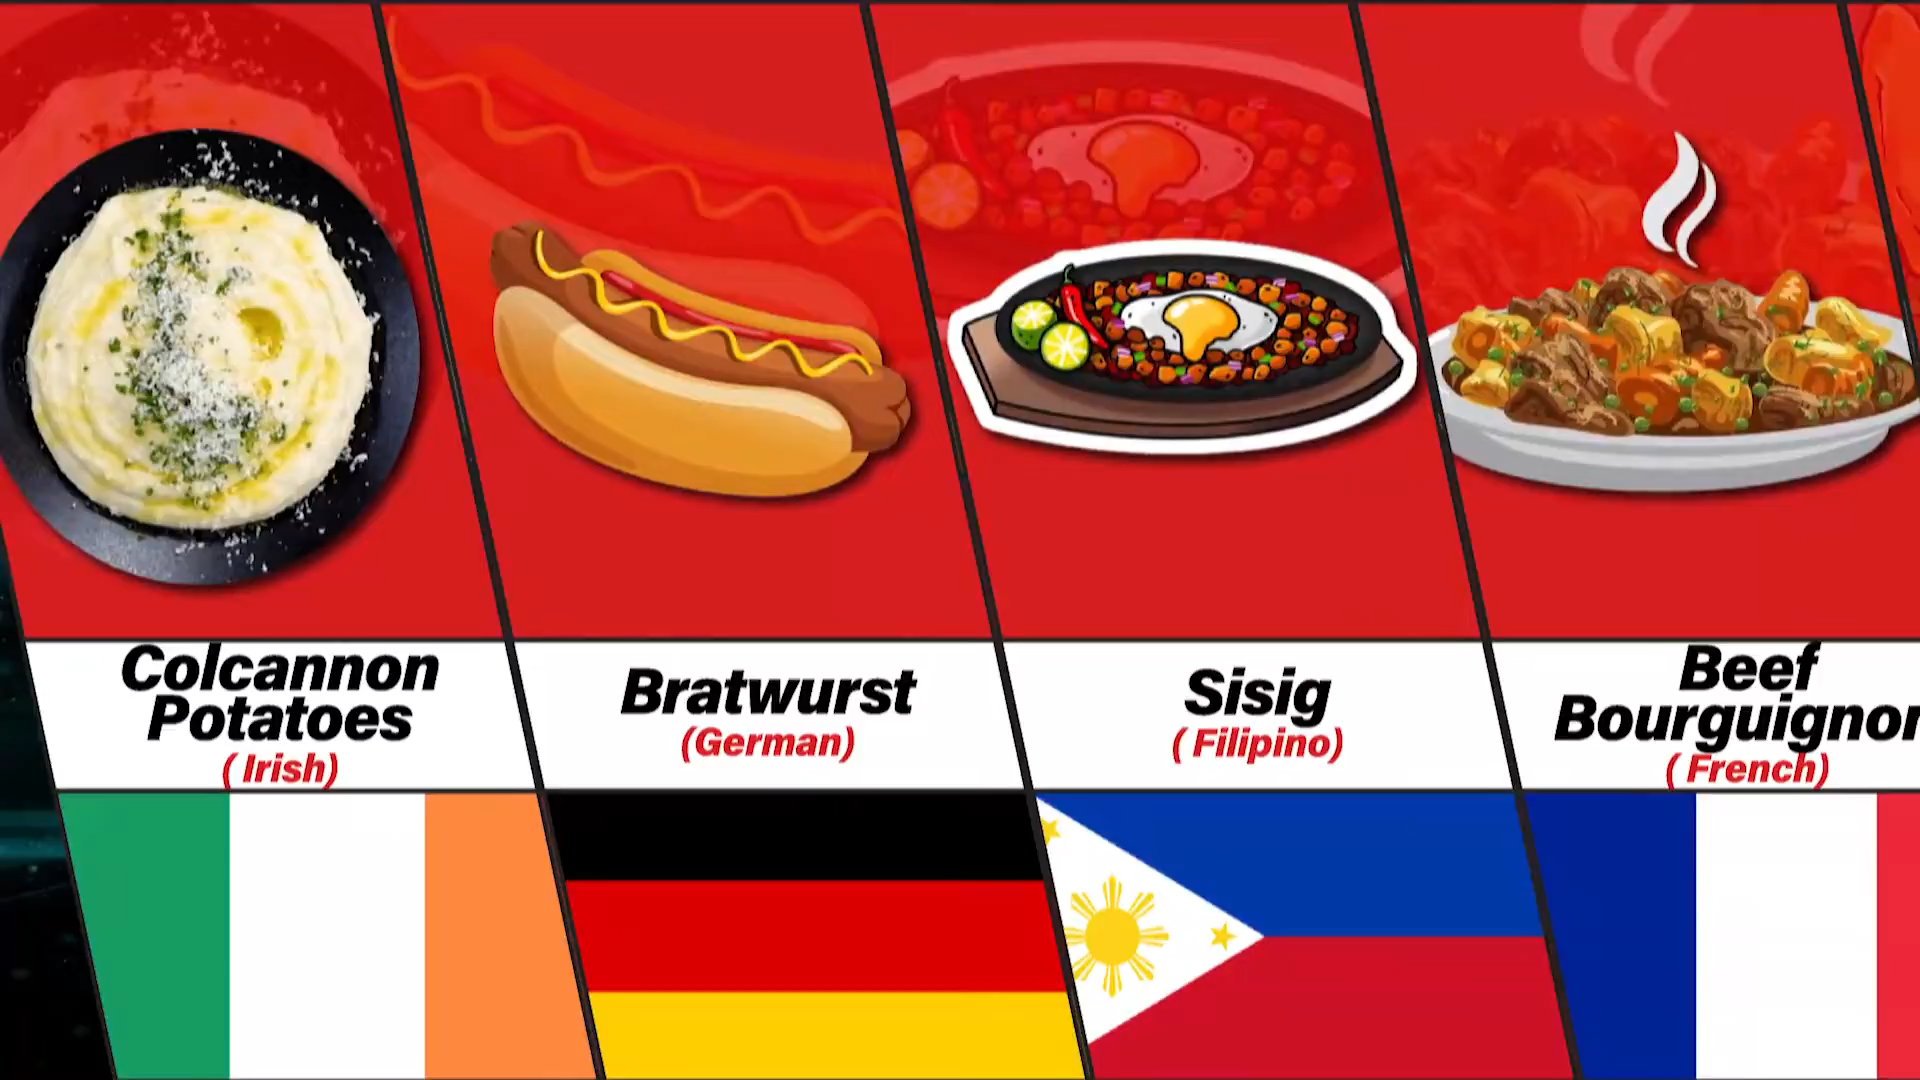 Colcannon
Potatoes
( Irish)
Bratwurst
(German)
Sisig
( Filipino)
Beef
Bourguignon
( French)